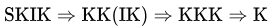 SKIK ⇒ KK(IK) ⇒ KKK ⇒ K